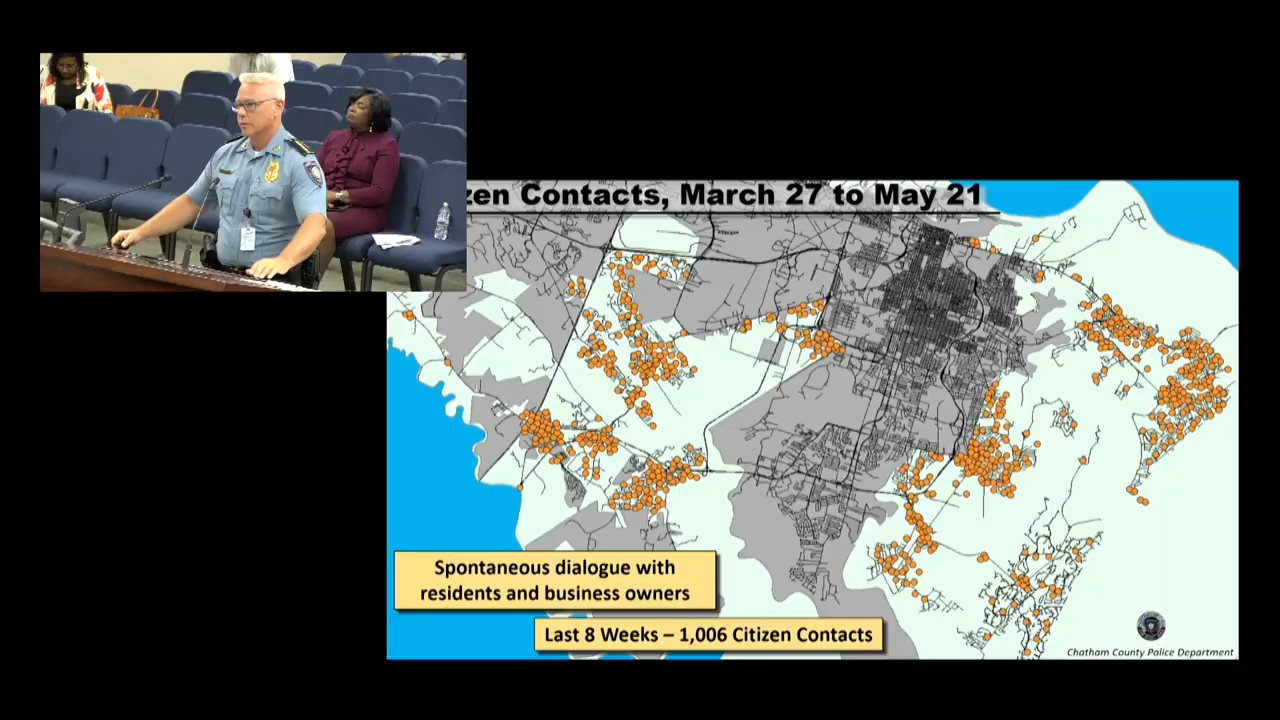 zen Contacts, March 27 to May 21
Spontaneous dialogue with
residents and business owners
Last 8 Weeks – 1,006 Citizen Contacts
Chatham County Police Department